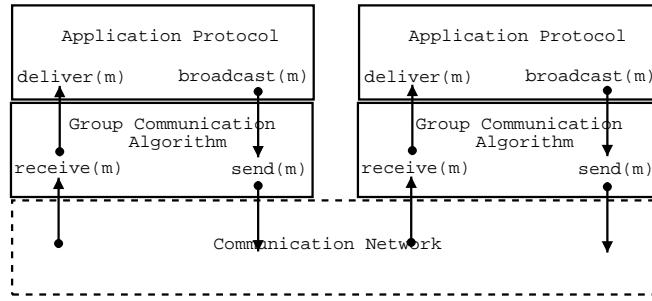 Application Protocol Application Protocol
deliver(m) broadcast(m) deliver(m) broadcast(m)
Group Communication Group Communication
Algorithm Algorithm
receive(m) send(m) receive(m) send(m)
Communication Network